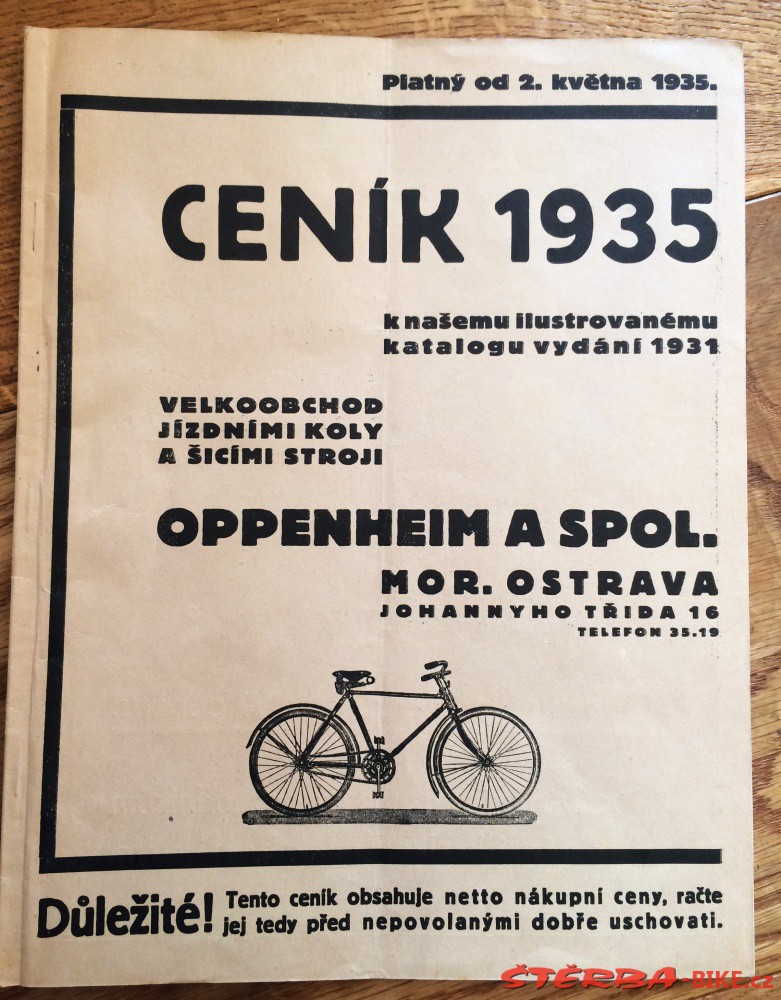 Platný od 2. května 1935.
CENÍK 1935
k našemu ilustrovanému
katalogu vydání 1931
VELKOOBCHOD
JÍZDNÍMI KOLY
A ŠICÍMI STROJI
OPPENHEIM A SPOL.
MOR. OSTRAVA
JOHANNYHO TŘIDA 16
TELEFON 35.19
Důležité! Tento ceník obsahuje netto nákupní ceny, račte
jej tedy před nepovolanými dobře uschovati.
ŠTĚRBA-BIKE.cz